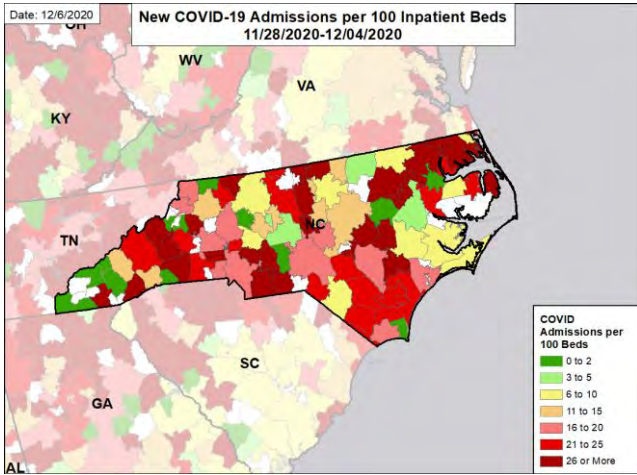 Date: 12/6/2020
New COVID-19 Admissions per 100 Inpatient Beds
11/28/2020-12/04/2020
OH
WV
VA
KY
NC
TN
SC
GA
AL
COVID
Admissions per
100 Beds
0 to 2
3 to 5
6 to 10
11 to 15
16 to 20
21 to 25
26 or More